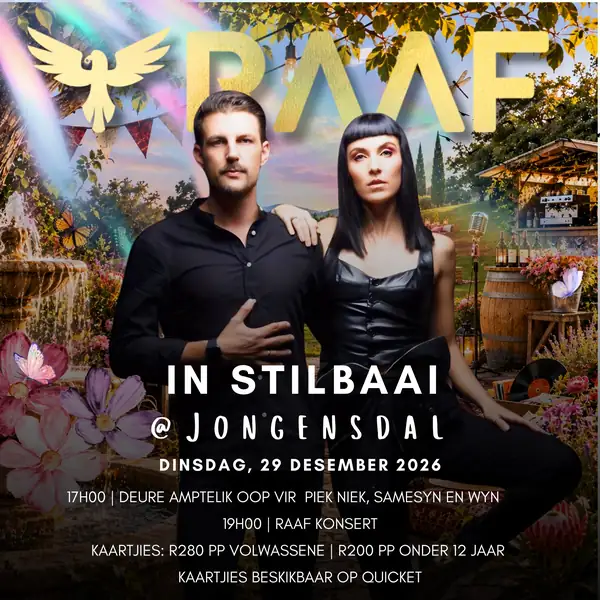 RAAF
IN STILBAAI
@ JONGENSDAL
DINSDAG, 29 DESEMBER 2026
17H00 | DEURE AMPTELIK OOP VIR PIEK NIEK, SAMESYN EN WYN
19H00 | RAAF KONSERT
KAARTJIES: R280 PP VOLWASSENE | R200 PP ONDER 12 JAAR
KAARTJIES BESKIKBAAR OP QUICKET